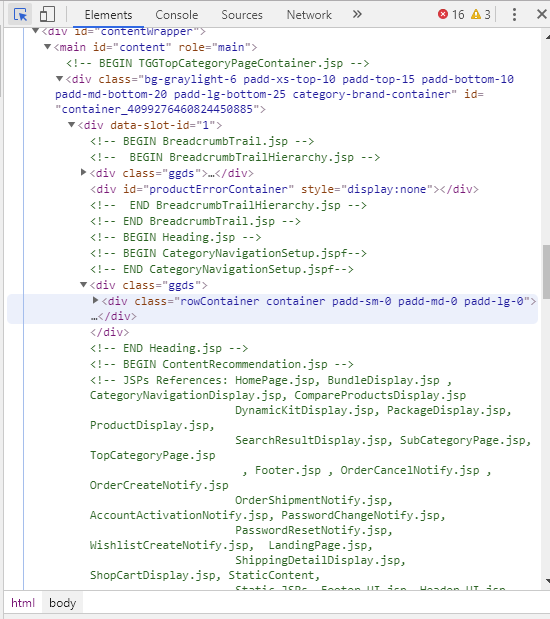 Elements Console Sources » 16 3
<div id="contentWrapper">
<main id="content" role="main">
<!-- BEGIN TGGTopCategoryPageContainer.jsp -->
<div class="bg-graylight-6 padd-xs-top-10 padd-top-15 padd-bottom-10
padd-md-bottom-20 padd-lg-bottom-25 category-brand-container" id=
"container_4099276460824450885">
<div data-slot-id="1">
<!-- BEGIN BreadcrumbTrail.jsp -->
<!--  BEGIN BreadcrumbTrailHierarchy.jsp -->
<div class="ggds">…</div>
<div id="productErrorContainer" style="display:none"></div>
<!--  END BreadcrumbTrailHierarchy.jsp -->
<!-- END BreadcrumbTrail.jsp -->
<!-- BEGIN Heading.jsp -->
<!-- BEGIN CategoryNavigationSetup.jspf-->
<!-- END CategoryNavigationSetup.jspf-->
<div class="ggds">
<div class="rowContainer container padd-sm-0 padd-md-0 padd-lg-0">
…</div>
</div>
<!-- END Heading.jsp -->
<!-- BEGIN ContentRecommendation.jsp -->
<!-- JSPs References: HomePage.jsp, BundleDisplay.jsp ,
CategoryNavigationDisplay.jsp, CompareProductsDisplay.jsp
DynamicKitDisplay.jsp, PackageDisplay.jsp,
ProductDisplay.jsp,
SearchResultDisplay.jsp, SubCategoryPage.jsp,
TopCategoryPage.jsp
, Footer.jsp , OrderCancelNotify.jsp ,
OrderCreateNotify.jsp
OrderShipmentNotify.jsp,
AccountActivationNotify.jsp, PasswordChangeNotify.jsp,
PasswordResetNotify.jsp,
WishlistCreateNotify.jsp,  LandingPage.jsp,
ShippingDetailDisplay.jsp,
ShopCartDisplay.jsp, StaticContent,
Static JSPs, Footer_UI.jsp, Header_UI.jsp
html body